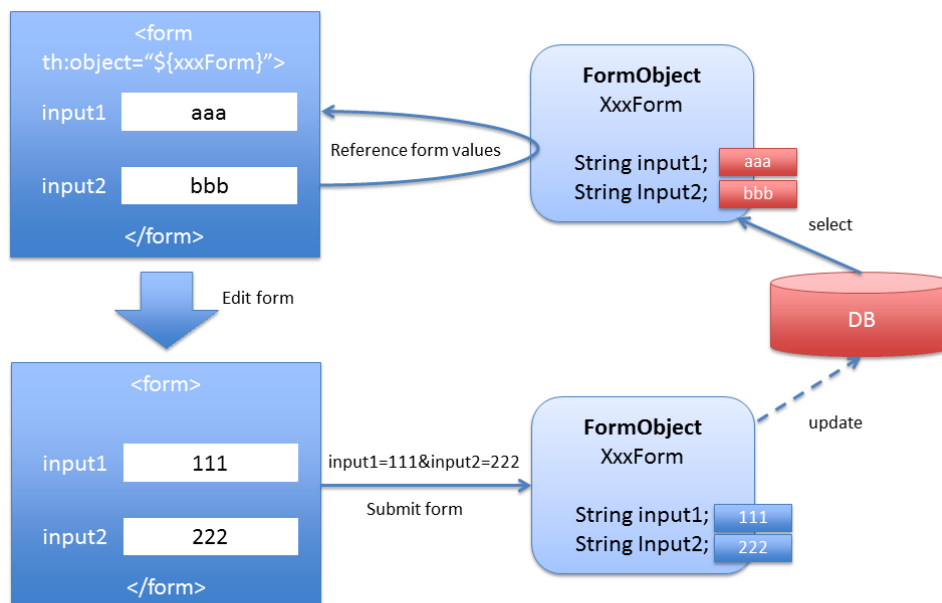 <form
th:object="${xxxForm}">
input1
aaa
input2
bbb
</form>
Reference form values
FormObject
XxxForm
String input1;
aaa
String Input2;
bbb
select
DB
Edit form
<form>
input1
111
input2
222
</form>
input1=111&input2=222
Submit form
FormObject
XxxForm
String input1;
111
String Input2;
222
update